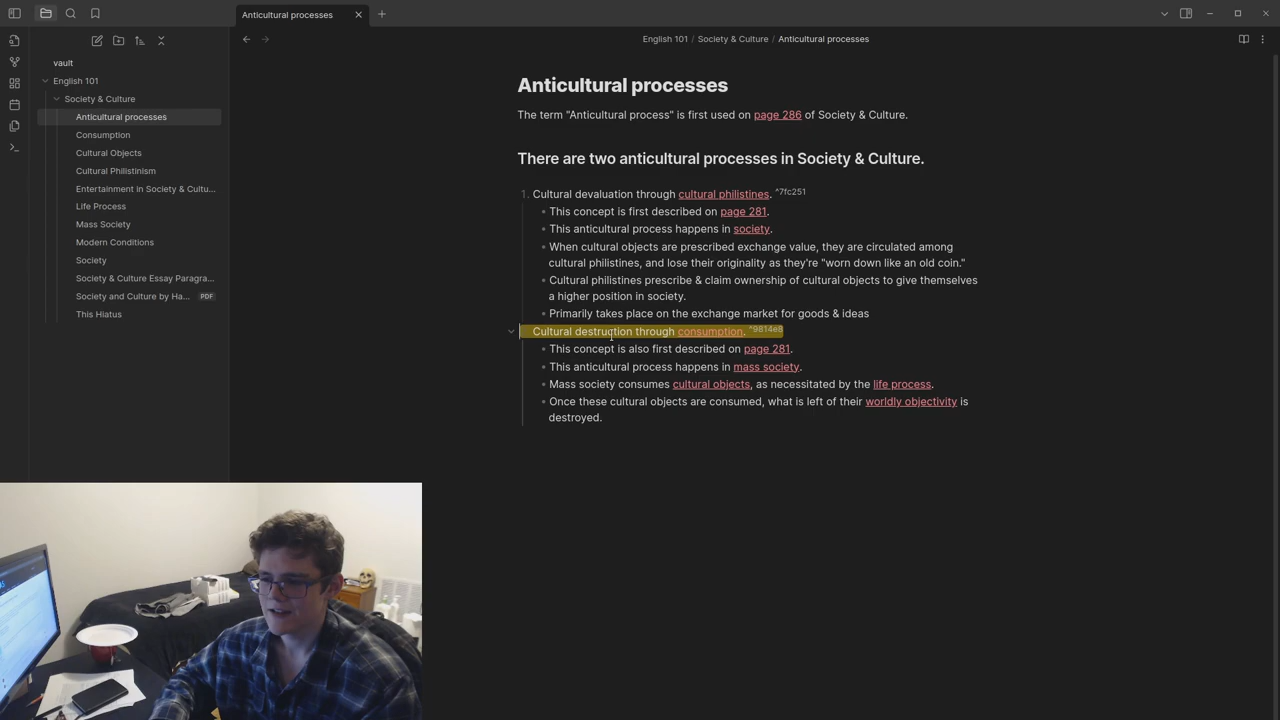 Anticultural processes
English 101 / Society & Culture / Anticultural processes
vault
English 101
Society & Culture
Anticultural processes
Consumption
Cultural Objects
Cultural Philistinism
Entertainment in Society & Cultu...
Life Process
Mass Society
Modern Conditions
Society
Society & Culture Essay Paragra...
Society and Culture by Ha... PDF
This Hiatus
Anticultural processes
The term "Anticultural process" is first used on page 286 of Society & Culture.
There are two anticultural processes in Society & Culture.
1. Cultural devaluation through cultural philistines. ^7fc251
• This concept is first described on page 281.
• This anticultural process happens in society.
• When cultural objects are prescribed exchange value, they are circulated among
cultural philistines, and lose their originality as they're "worn down like an old coin."
• Cultural philistines prescribe & claim ownership of cultural objects to give themselves
a higher position in society.
• Primarily takes place on the exchange market for goods & ideas
Cultural destruction through consumption. ^9814e8
• This concept is also first described on page 281.
• This anticultural process happens in mass society.
• Mass society consumes cultural objects, as necessitated by the life process.
• Once these cultural objects are consumed, what is left of their worldly objectivity is
destroyed.